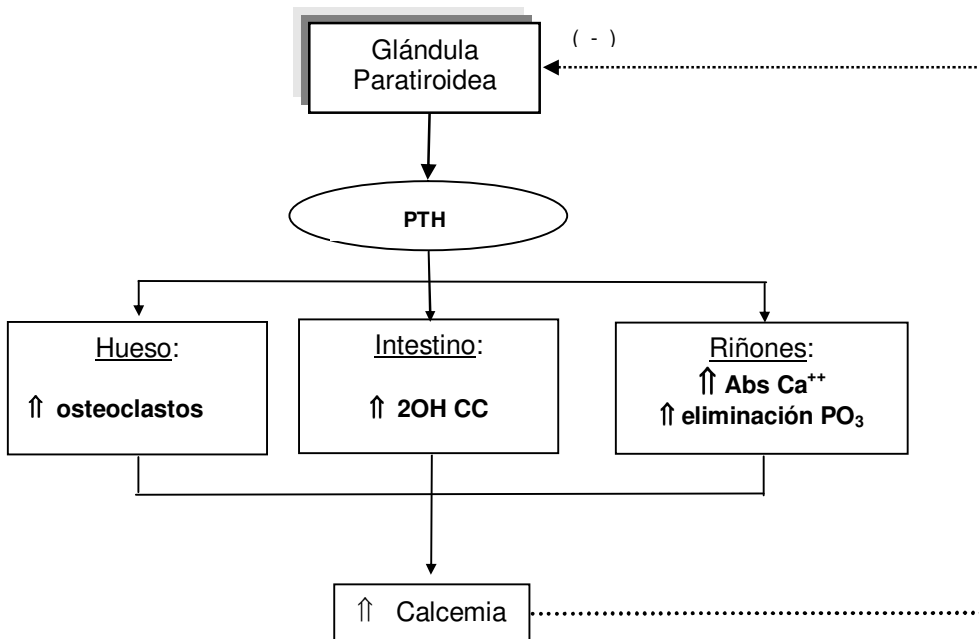 Glándula
Paratiroidea
( - )
PTH
Hueso:
⇑ osteoclastos
Intestino:
⇑ 2OH CC
Riñones:
⇑ Abs Ca⁺⁺
⇑ eliminación PO₃
⇑ Calcemia